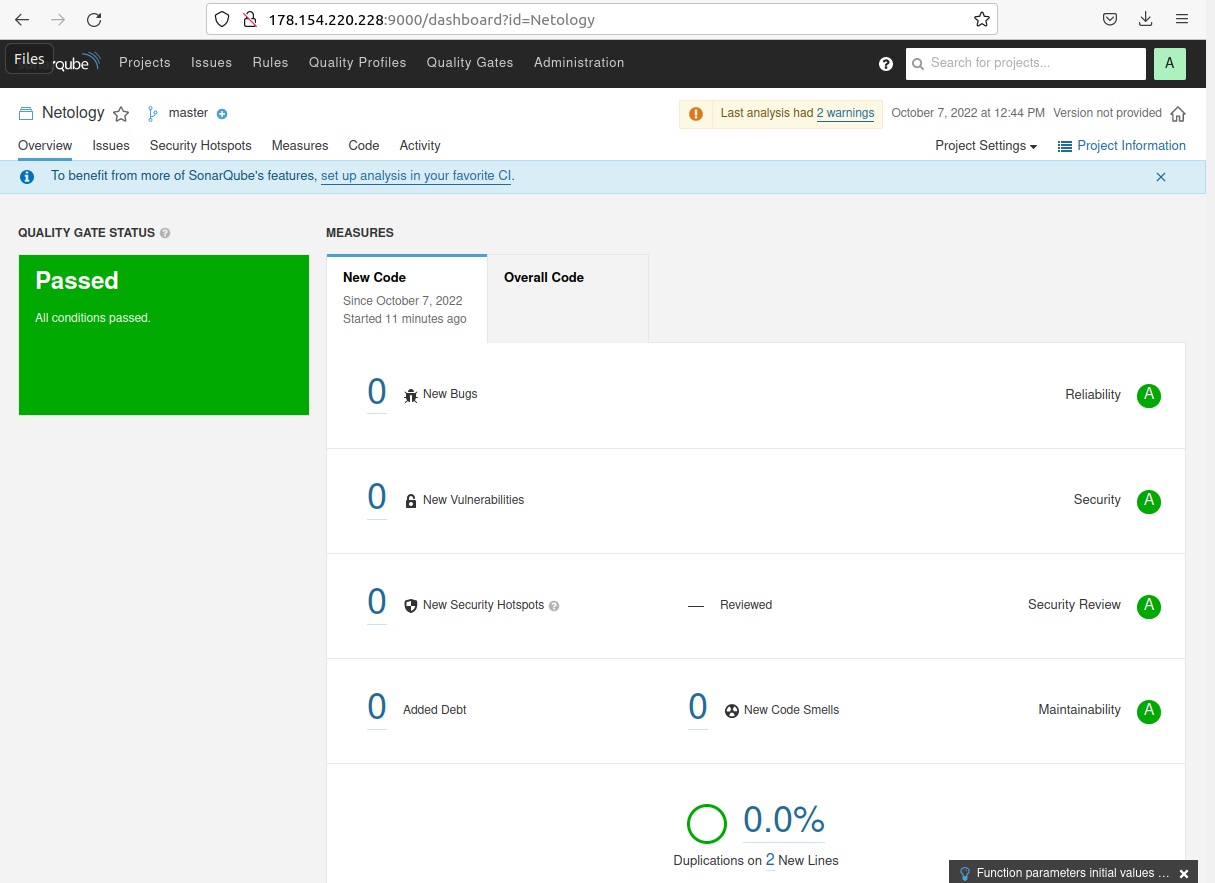 178.154.220.228:9000/dashboard?id=Netology
Files
qube
Projects Issues Rules Quality Profiles Quality Gates Administration
Search for projects...
A
Netology
master
Last analysis had 2 warnings
October 7, 2022 at 12:44 PM Version not provided
Overview Issues Security Hotspots Measures Code Activity
Project Settings
Project Information
To benefit from more of SonarQube's features, set up analysis in your favorite CI.
QUALITY GATE STATUS
MEASURES
Passed
All conditions passed.
New Code
Since October 7, 2022
Started 11 minutes ago
Overall Code
0 New Bugs
Reliability A
0 New Vulnerabilities
Security A
0 New Security Hotspots
— Reviewed
Security Review A
0 Added Debt
0 New Code Smells
Maintainability A
0.0%
Duplications on 2 New Lines
Function parameters initial values ...